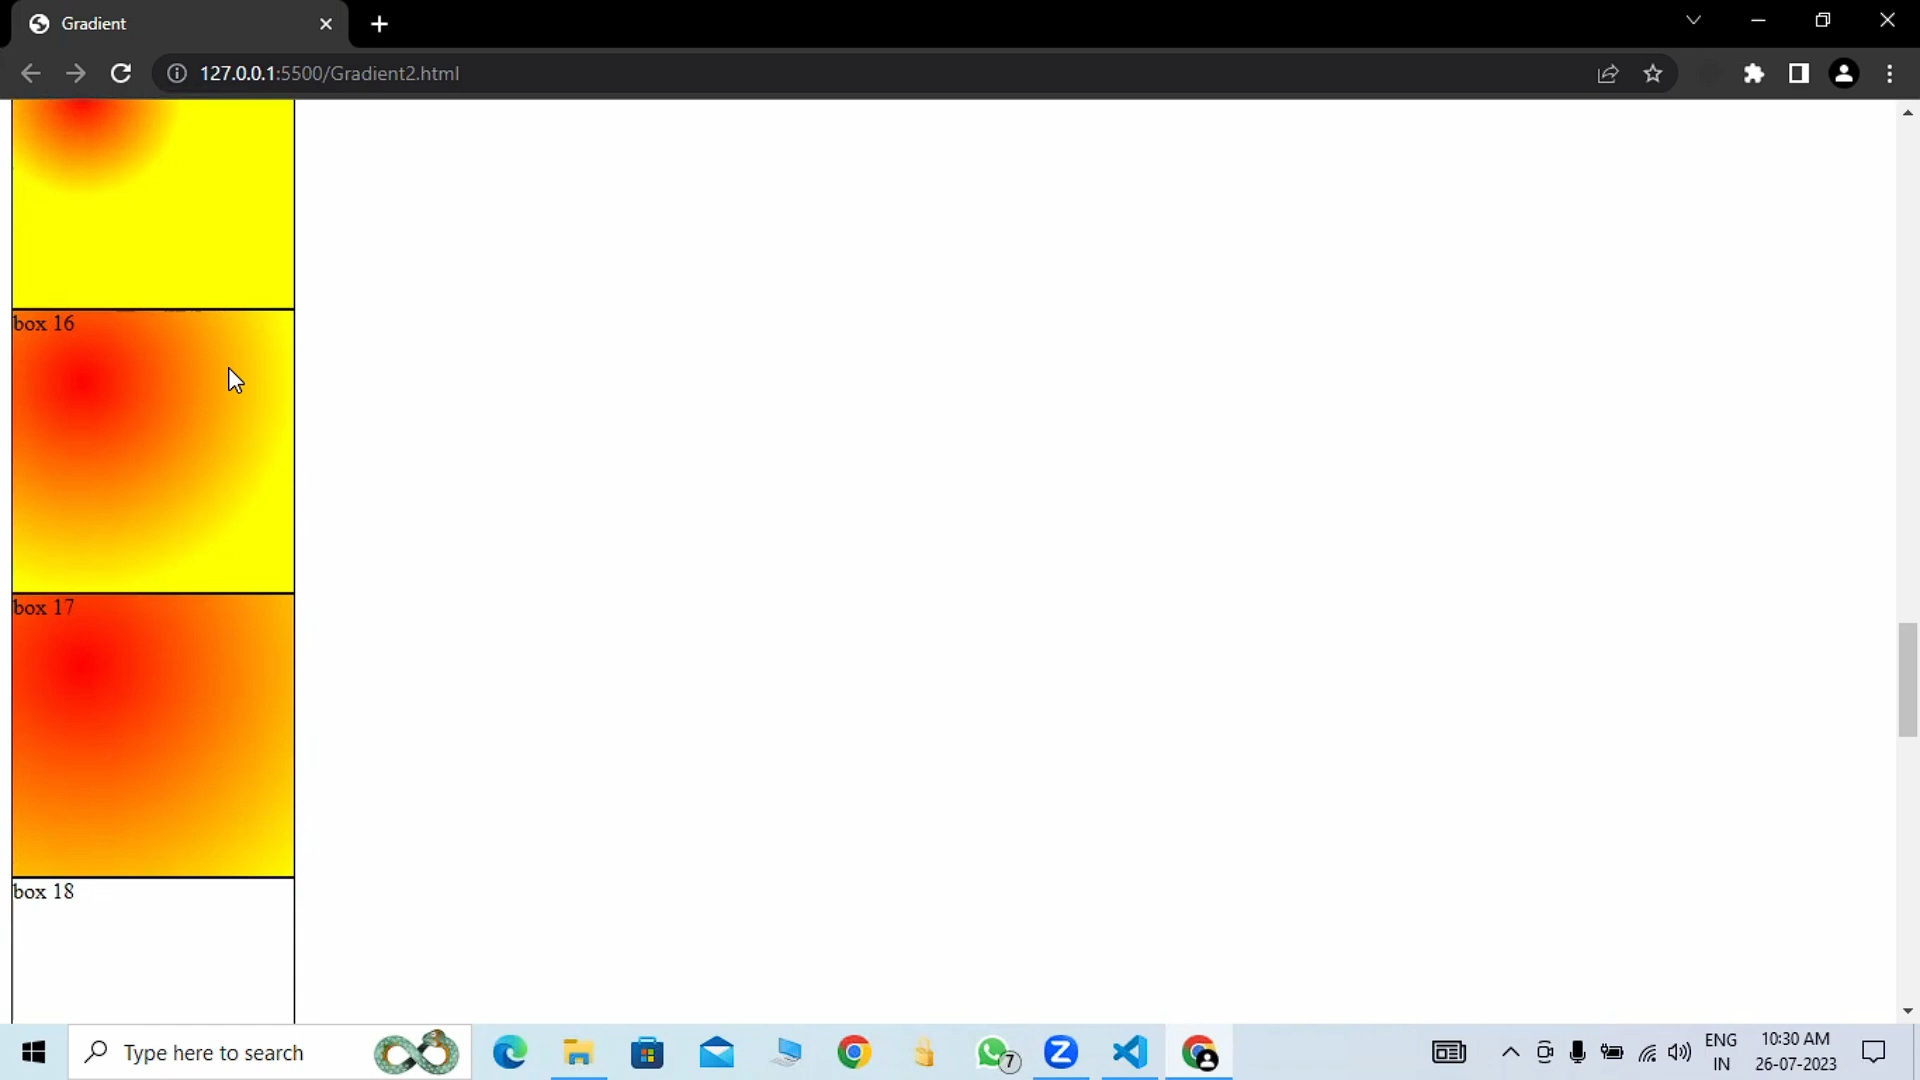 Gradient
127.0.0.1:5500/Gradient2.html
box 16
box 17
box 18
Type here to search
7
ENG
IN
10:30 AM
26-07-2023